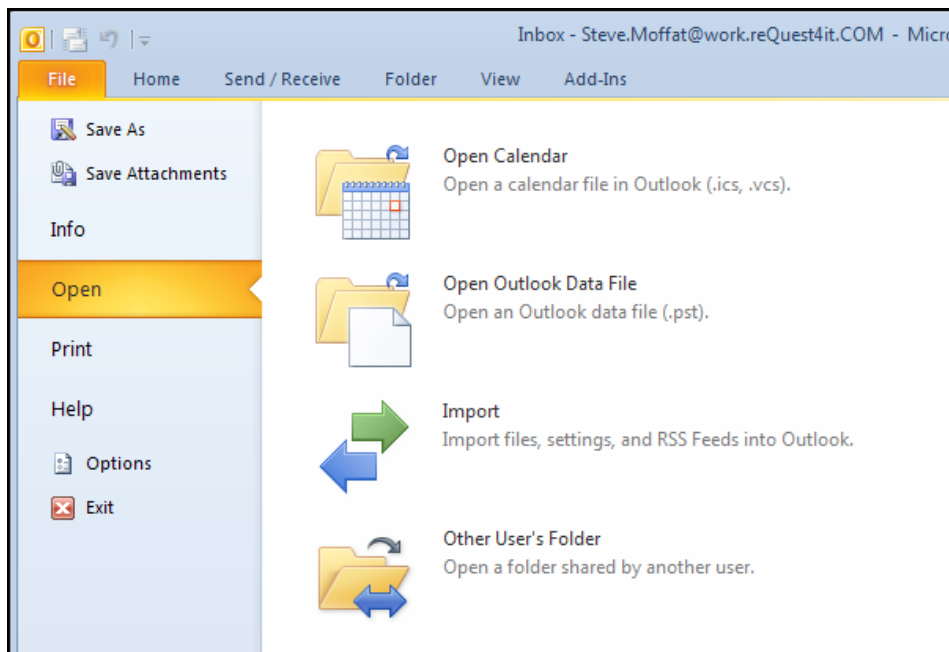 Inbox - Steve.Moffat@work.reQuest4it.COM - Micro
File Home Send / Receive Folder View Add-Ins
Save As
Save Attachments
Info
Open
Print
Help
Options
Exit
Open Calendar
Open a calendar file in Outlook (.ics, .vcs).
Open Outlook Data File
Open an Outlook data file (.pst).
Import
Import files, settings, and RSS Feeds into Outlook.
Other User's Folder
Open a folder shared by another user.